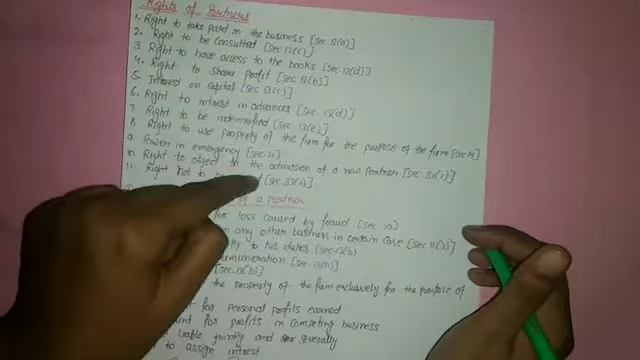 Rights of Partners
1. Right to take paid in the business [sec 12(a)]
2. Right to be consulted [sec 12(c)]
3 Right to have access to the books [sec 12(d)]
4. Right to share profit [sec 12(b)]
5. Interest on capital [sec 13(c)]
6. Right to interest in advances [sec. 13(d)]
7 Right to be indemnified [sec 13(e)]
8 Right to use property of the firm for the purpose of the firm
9. Power in emergency [sec-21]
10. Right to object to the admission of a new partner [sec 31(1)]
11. Right not to be [sec.33(1)]
of a partner
for loss caused by fraud [sec 10]
any other business in certain case [sec 11(2)]
to his duties [sec 12(b)
[sec-13(a)]
the property of the firm exclusively for the purpose of
for personal profits earned
for profits in competing business
liable jointly and severally
to assign interest